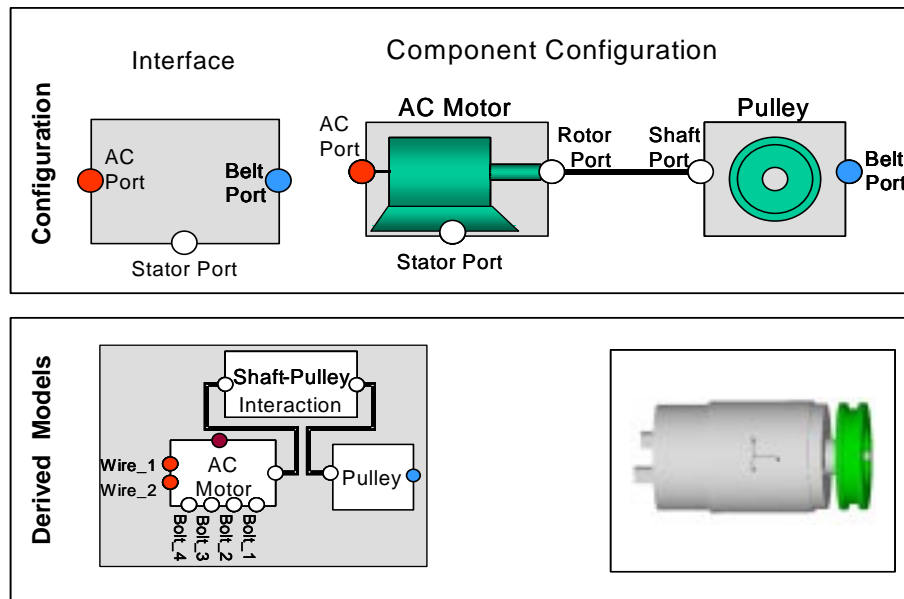 Configuration
Interface
AC
Port
Belt
Port
Stator Port
Component Configuration
AC Motor
AC
Port
Rotor
Port
Stator Port
Pulley
Shaft
Port
Belt
Port
Derived Models
Shaft-Pulley
Interaction
Wire_1
Wire_2
AC
Motor
Pulley
Bolt_4
Bolt_3
Bolt_2
Bolt_1